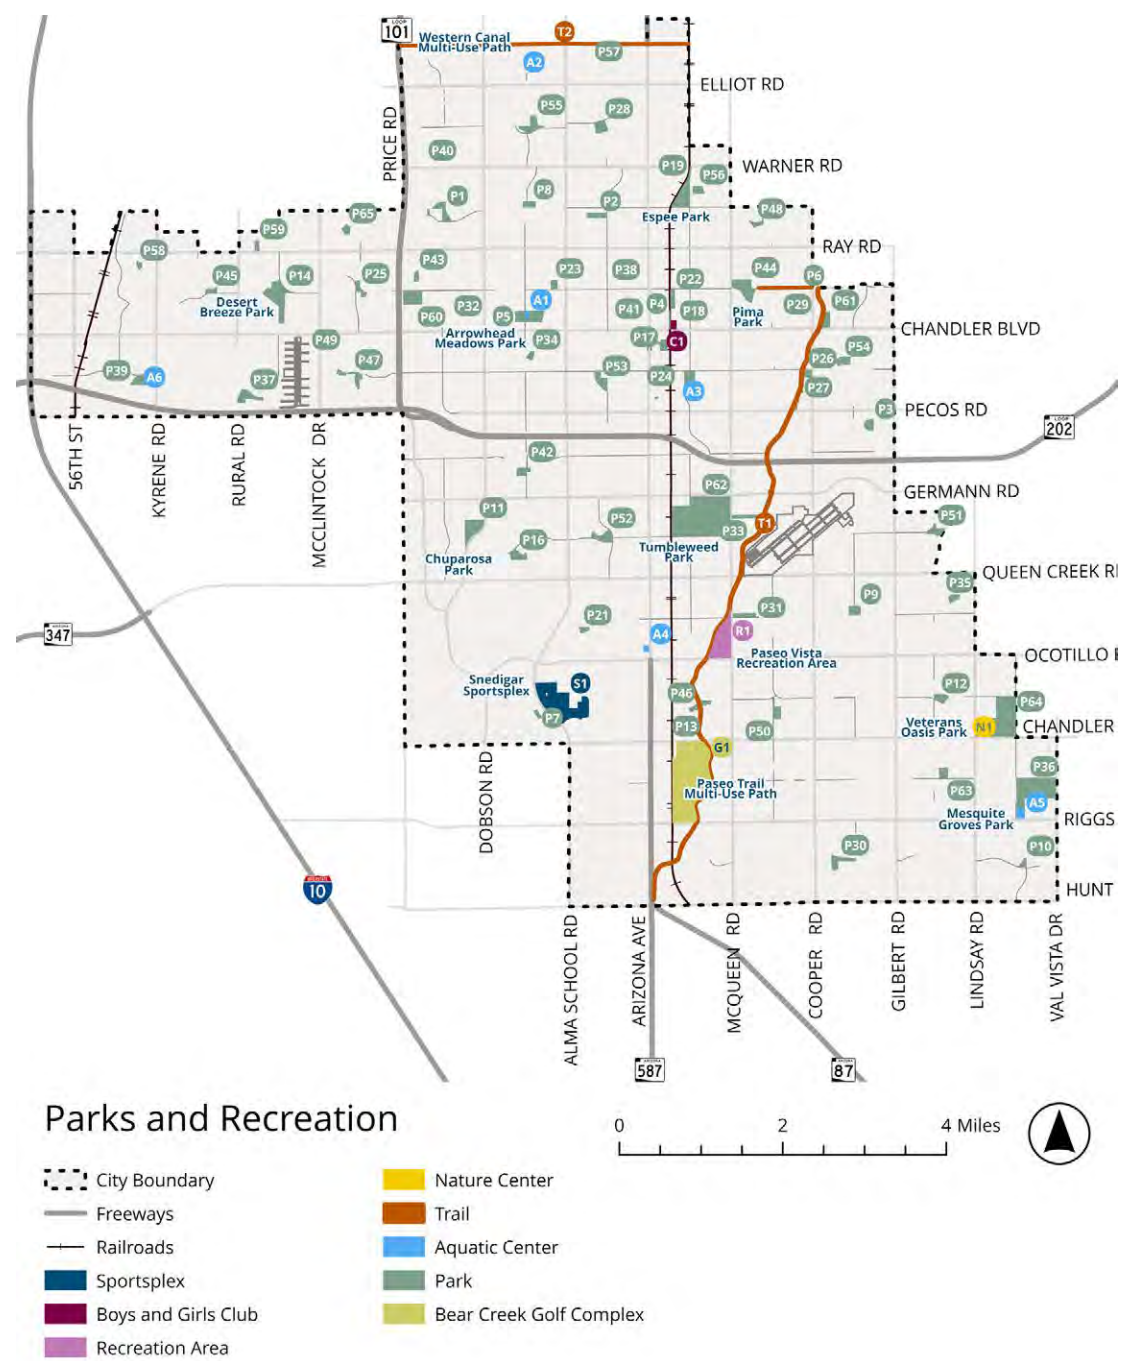 LOOP
101
T2
Western Canal
Multi-Use Path
P57
A2
ELLIOT RD
P55
P28
PRICE RD
P40
P19
WARNER RD
P56
P8
P1
P2
Espee Park
P48
P65
P59
P58
RAY RD
P43
P23
P38
P44
P6
P45
P14
P25
P22
Desert
Breeze Park
A1
P32
P4
P29
P61
P60
P5
P41
P18
Pima
Park
Arrowhead
Meadows Park
CHANDLER BLVD
P49
P34
P17
C1
P54
P47
P26
P53
P39
A6
P37
P24
A3
P27
P3
PECOS RD
LOOP
202
56TH ST
KYRENE RD
RURAL RD
MCCLINTOCK DR
P42
P62
GERMANN RD
P11
P52
P33
T1
P51
P16
Chuparosa
Park
Tumbleweed
Park
QUEEN CREEK R
P35
P9
P31
P21
347
A4
R1
Paseo Vista
Recreation Area
OCOTILLO
Snedigar
Sportsplex
S1
P46
P12
P64
P7
P13
P50
Veterans
Oasis Park
N1
CHANDLER
G1
P36
DOBSON RD
Paseo Trail
Multi-Use Path
P63
A5
Mesquite
Groves Park
RIGGS
P30
P10
10
HUNT
ALMA SCHOOL RD
ARIZONA AVE
MCQUEEN RD
COOPER RD
GILBERT RD
LINDSAY RD
VAL VISTA DR
587
87
Parks and Recreation
0 2 4 Miles
City Boundary
Freeways
Railroads
Sportsplex
Boys and Girls Club
Recreation Area
Nature Center
Trail
Aquatic Center
Park
Bear Creek Golf Complex